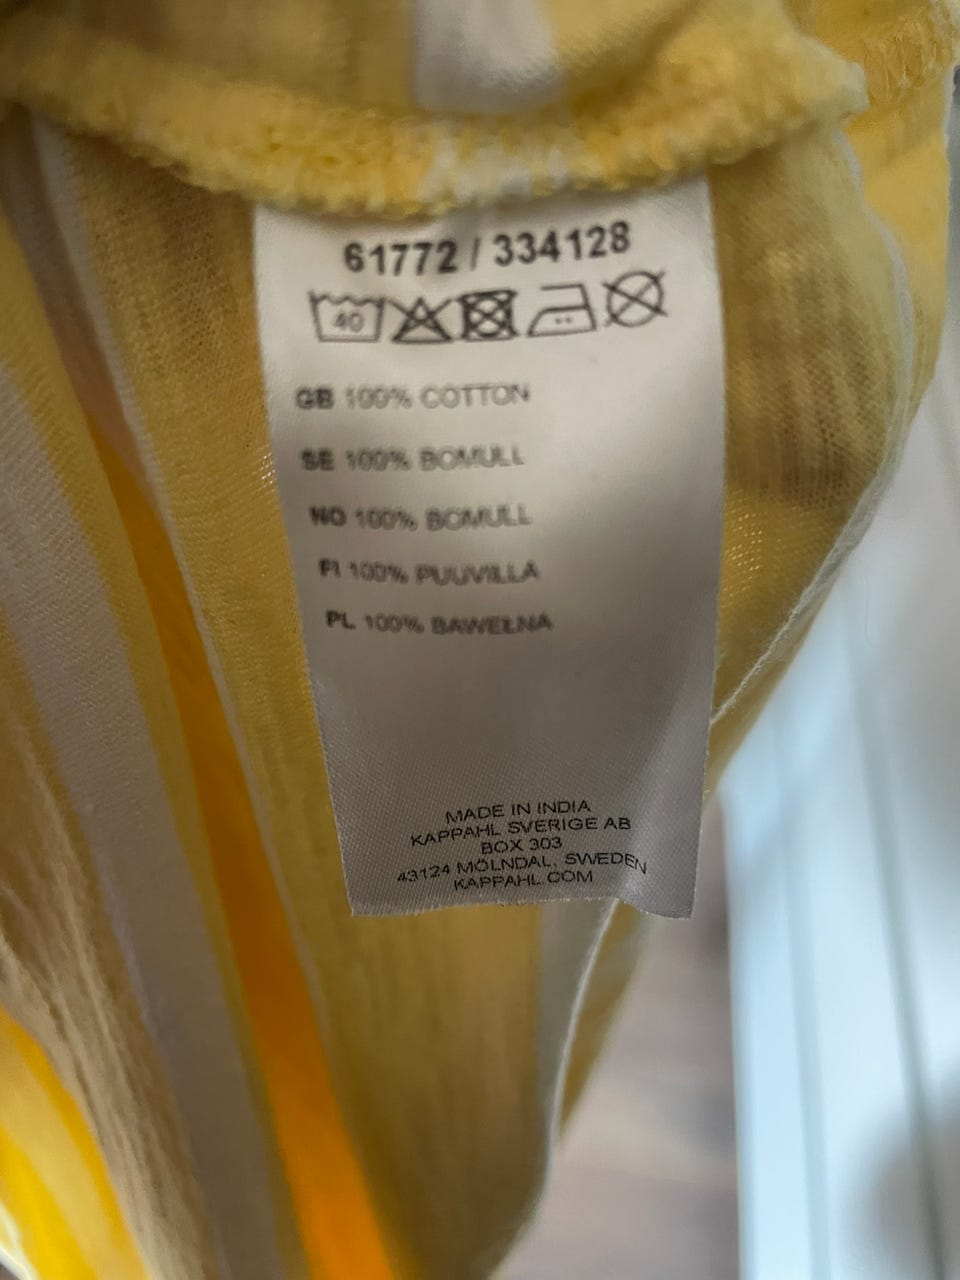 61772 / 334128
40
GB 100% COTTON
SE 100% BOMULL
NO 100% BOMULL
FI 100% PUUVILLA
PL 100% BAWEŁNA
MADE IN INDIA
KAPPAHL SVERIGE AB
BOX 303
43124 MÖLNDAL, SWEDEN
KAPPAHL.COM